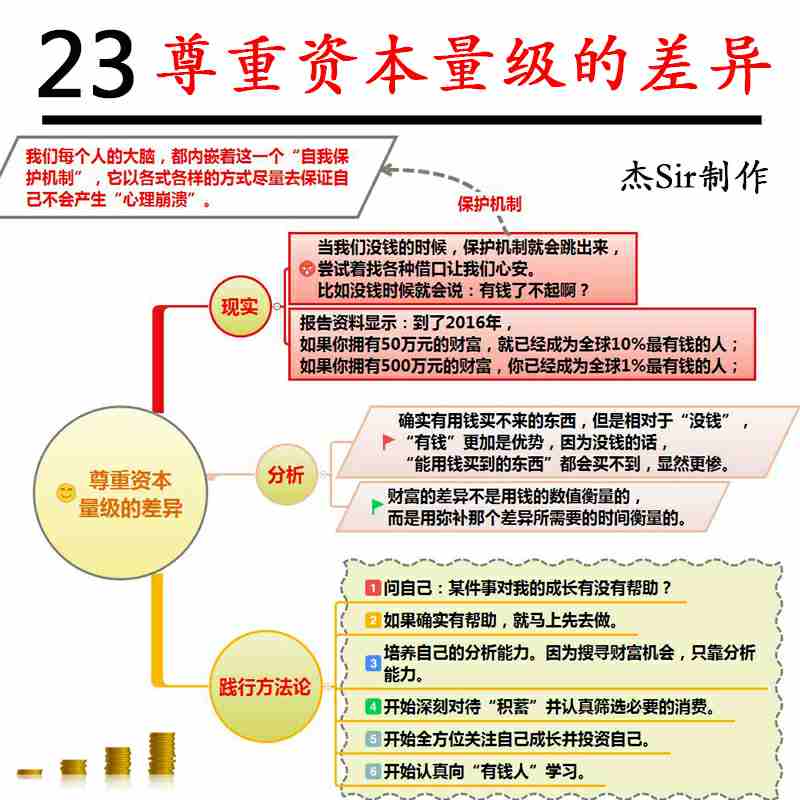 23 尊重资本量级的差异
我们每个人的大脑，都内嵌着这一个“自我保
护机制”，它以各式各样的方式尽量去保证自
己不会产生“心理崩溃”。
杰Sir制作
保护机制
当我们没钱的时候，保护机制就会跳出来，
尝试着找各种借口让我们心安。
比如没钱时候就会说：有钱了不起啊？
现实
报告资料显示：到了2016年，
如果你拥有50万元的财富，就已经成为全球10%最有钱的人；
如果你拥有500万元的财富，你已经成为全球1%最有钱的人；
尊重资本
量级的差异
分析
确实有用钱买不来的东西，但是相对于“没钱”，
“有钱”更加是优势，因为没钱的话，
“能用钱买到的东西”都会买不到，显然更惨。
财富的差异不是用钱的数值衡量的，
而是用弥补那个差异所需要的时间衡量的。
践行方法论
1 问自己：某件事对我的成长有没有帮助？
2 如果确实有帮助，就马上先去做。
3 培养自己的分析能力。因为搜寻财富机会，只靠分析
能力。
4 开始深刻对待“积蓄”并认真筛选必要的消费。
5 开始全方位关注自己成长并投资自己。
6 开始认真向“有钱人”学习。